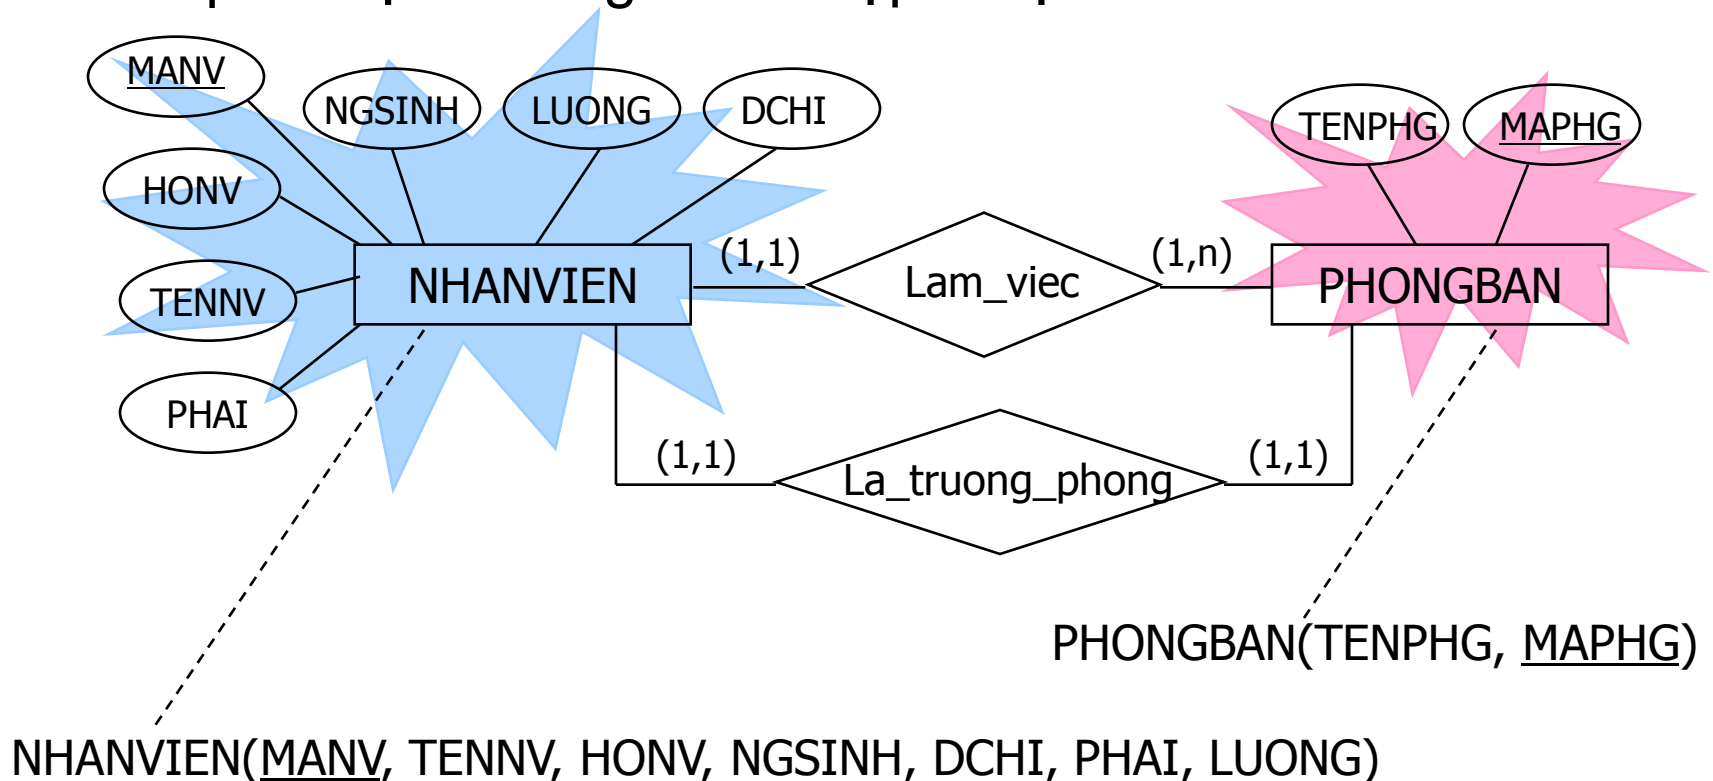 MANV
NGSINH
LUONG
DCHI
TENPHG
MAPHG
HONV
(1,1)
(1,n)
NHANVIEN
Lam_viec
PHONGBAN
TENNV
PHAI
(1,1)
(1,1)
La_truong_phong
PHONGBAN(TENPHG, MAPHG)
NHANVIEN(MANV, TENNV, HONV, NGSINH, DCHI, PHAI, LUONG)